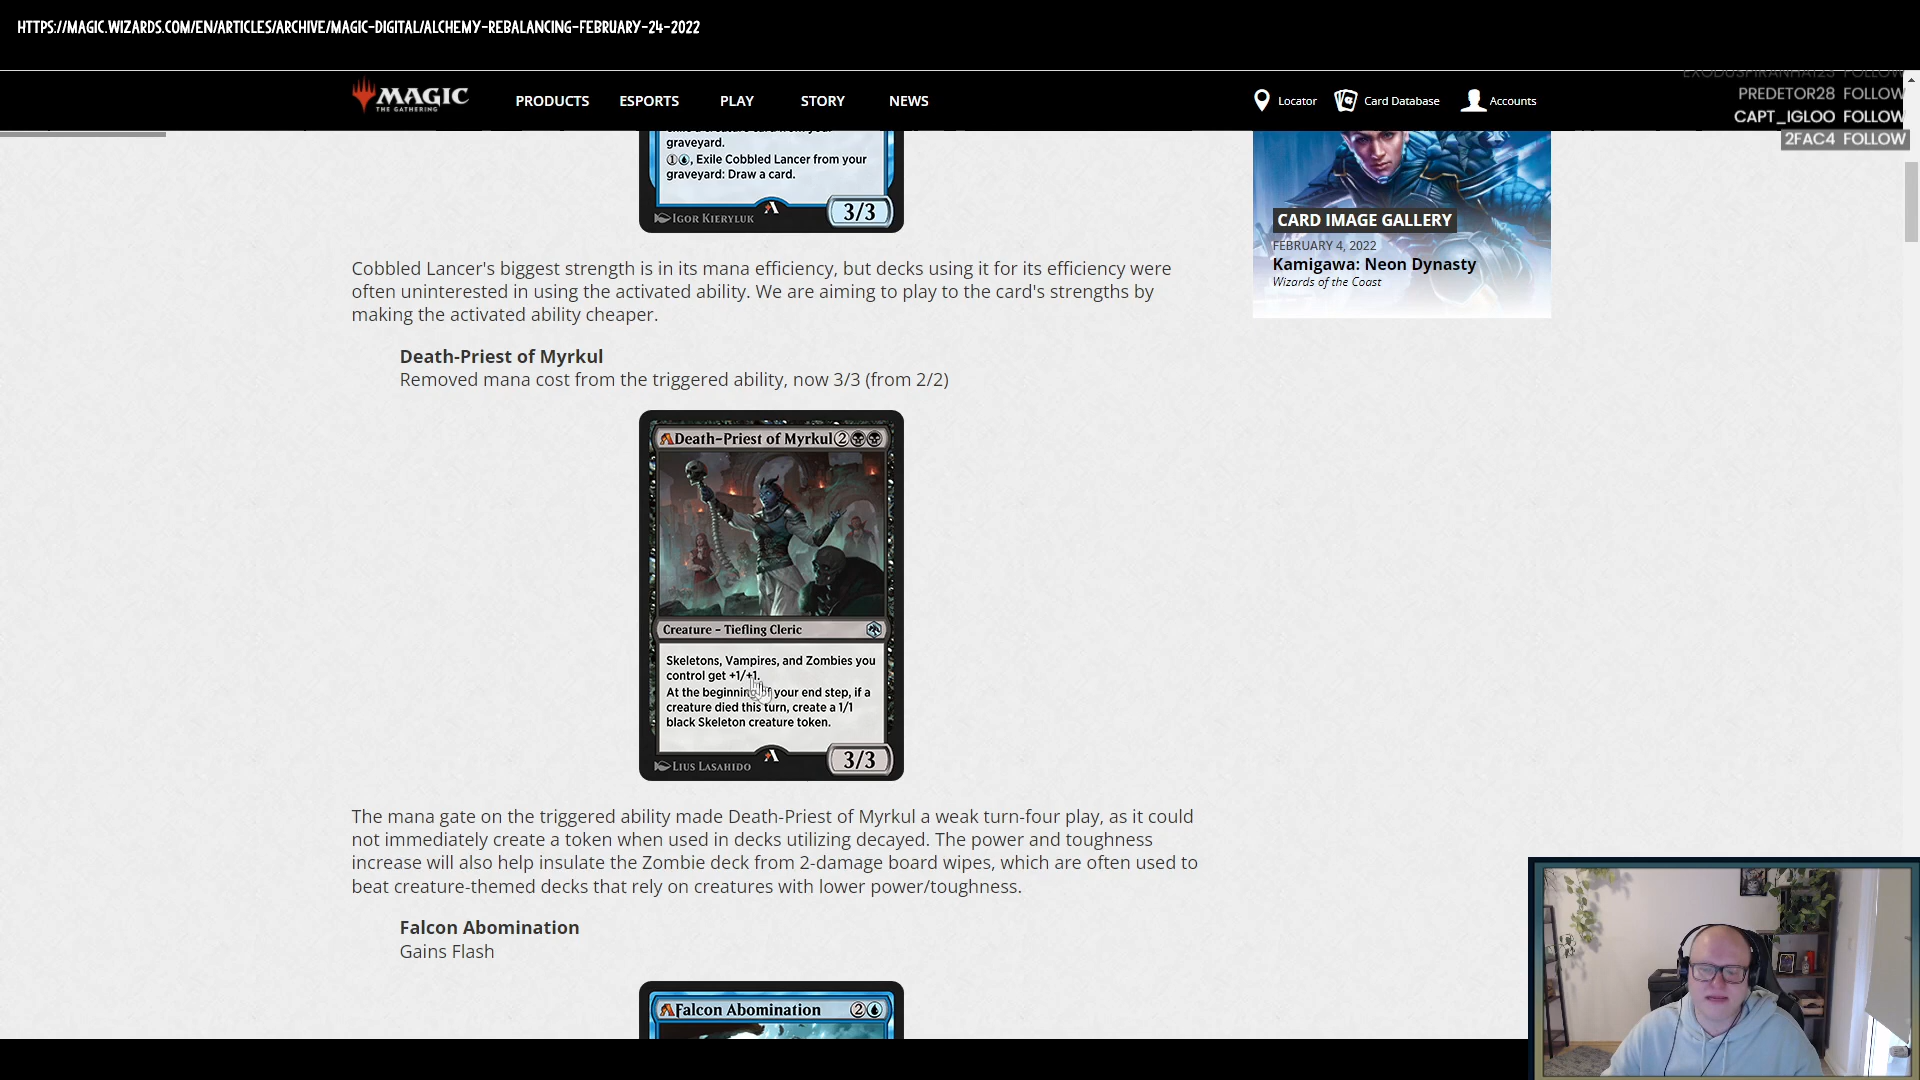 HTTPS://MAGIC.WIZARDS.COM/EN/ARTICLES/ARCHIVE/MAGIC-DIGITAL/ALCHEMY-REBALANCING-FEBRUARY-24-2022
MAGIC
THE GATHERING
PRODUCTS ESPORTS PLAY STORY NEWS
Locator Card Database Accounts
PREDETOR28 FOLLOW
CAPT_IGLOO FOLLOW
2FAC4 FOLLOW
graveyard.
1, Exile Cobbled Lancer from your
graveyard: Draw a card.
IGOR KIERYLUK
3/3
CARD IMAGE GALLERY
FEBRUARY 4, 2022
Kamigawa: Neon Dynasty
Wizards of the Coast
Cobbled Lancer's biggest strength is in its mana efficiency, but decks using it for its efficiency were
often uninterested in using the activated ability. We are aiming to play to the card's strengths by
making the activated ability cheaper.
Death-Priest of Myrkul
Removed mana cost from the triggered ability, now 3/3 (from 2/2)
Death-Priest of Myrkul 2
Creature – Tiefling Cleric
Skeletons, Vampires, and Zombies you
control get +1/+1.
At the beginning your end step, if a
creature died this turn, create a 1/1
black Skeleton creature token.
LIUS LASAHIDO
3/3
The mana gate on the triggered ability made Death-Priest of Myrkul a weak turn-four play, as it could
not immediately create a token when used in decks utilizing decayed. The power and toughness
increase will also help insulate the Zombie deck from 2-damage board wipes, which are often used to
beat creature-themed decks that rely on creatures with lower power/toughness.
Falcon Abomination
Gains Flash
Falcon Abomination 2